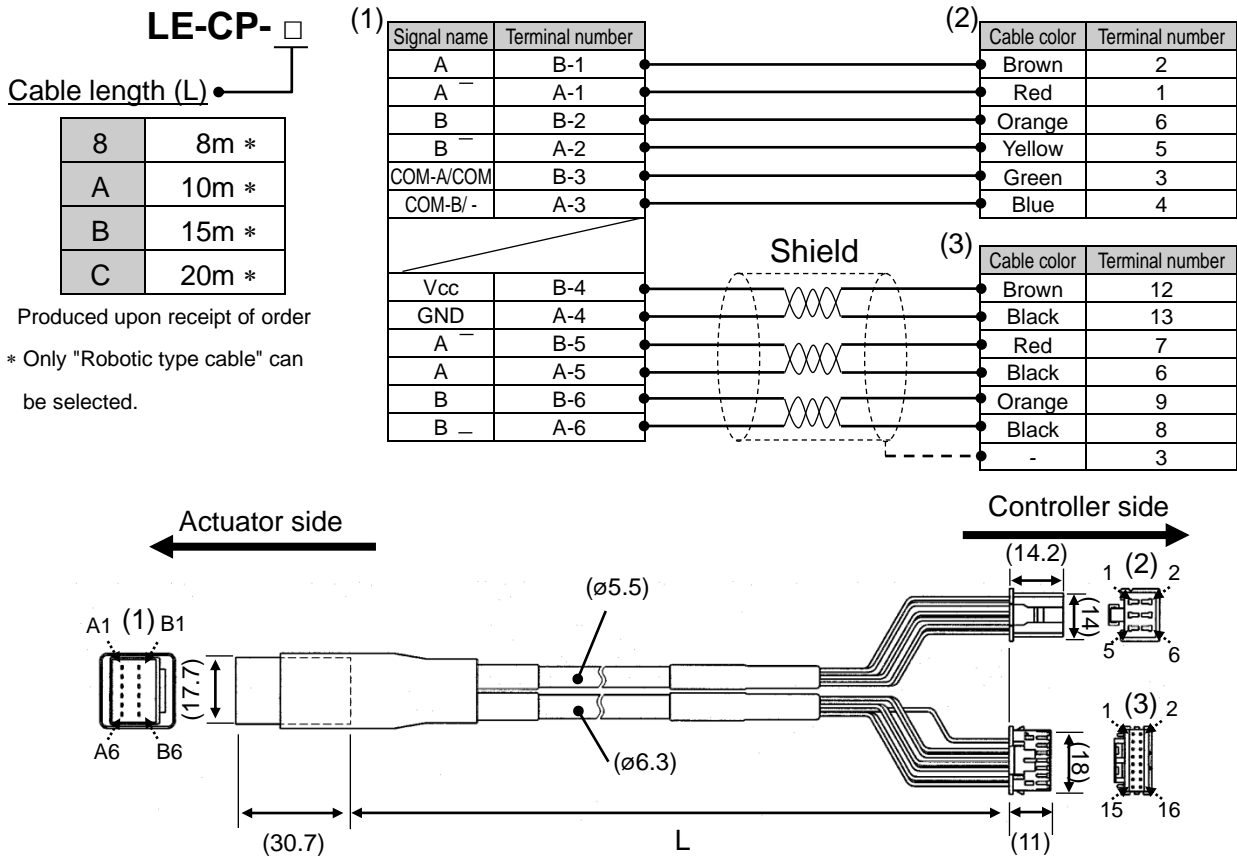 LE-CP- □
Cable length (L)
8 8m *
A 10m *
B 15m *
C 20m *
Produced upon receipt of order
* Only "Robotic type cable" can
be selected.
(1)
Signal name Terminal number
A B-1
A̅ A-1
B B-2
B̅ A-2
COM-A/COM B-3
COM-B/ - A-3
Vcc B-4
GND A-4
A̅ B-5
A A-5
B B-6
B _ A-6
Shield
(2)
Cable color Terminal number
Brown 2
Red 1
Orange 6
Yellow 5
Green 3
Blue 4
(3)
Cable color Terminal number
Brown 12
Black 13
Red 7
Black 6
Orange 9
Black 8
- 3
Actuator side
Controller side
A1 (1) B1
A6 B6
(17.7)
(30.7)
(ø5.5)
(ø6.3)
L
(14.2)
(14)
1 (2) 2
5 6
(18)
(11)
1 (3) 2
15 16